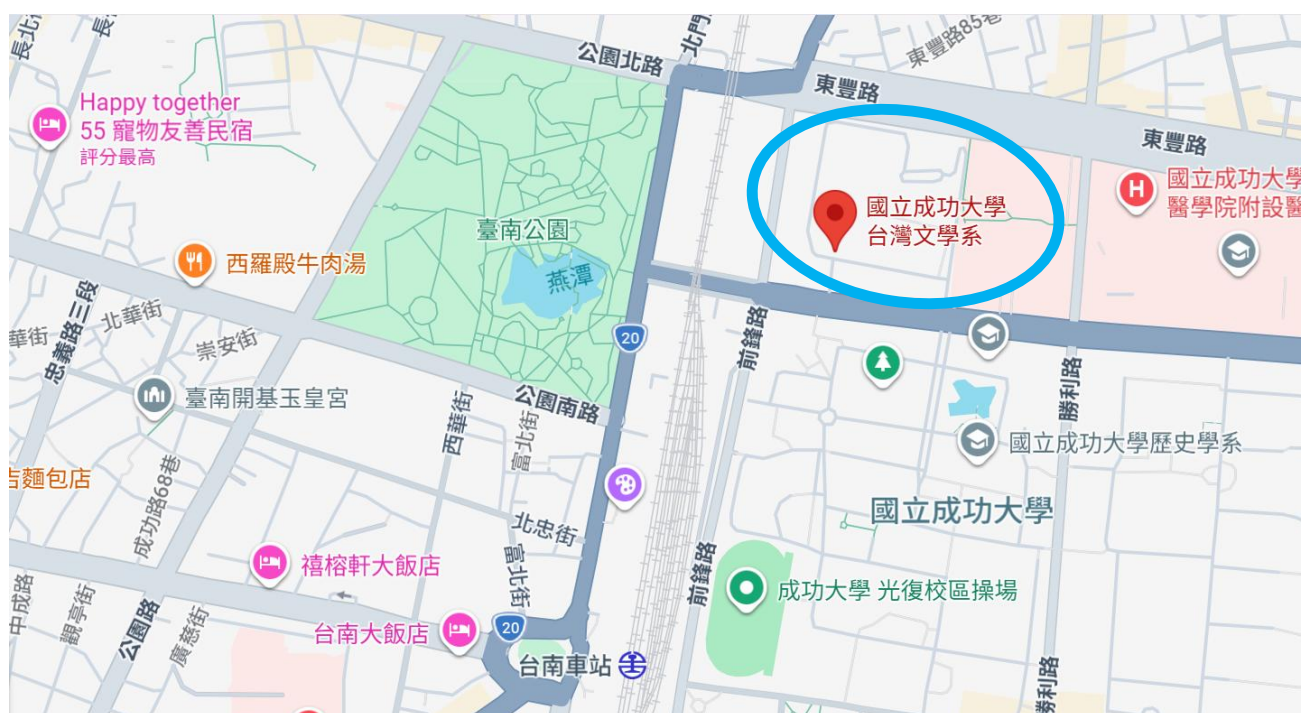 長北街
長
公園北路
北門
東豐路85巷
東豐路
東豐路
Happy together
55 寵物友善民宿
評分最高
國立成功大學
台灣文學系
國立成功大學
醫學院附設醫
臺南公園
燕潭
西羅殿牛肉湯
忠義路三段
北華街
華街
崇安街
20
前鋒路
臺南開基玉皇宮
公園南路
西華街
富北街
勝利路
國立成功大學歷史學系
麵包店
成功路68巷
國立成功大學
北忠街
禧榕軒大飯店
富北街
前鋒路
成功大學 光復校區操場
中成路
觀亭街
公園路
廣慈街
台南大飯店
20
台南車站
勝利路